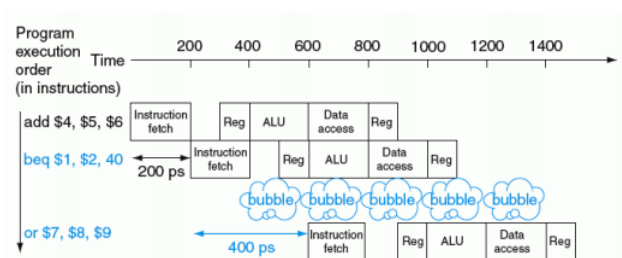 Program
execution
order
(in instructions)
Time
200 400 600 800 1000 1200 1400
add $4, $5, $6
Instruction
fetch
Reg
ALU
Data
access
Reg
beq $1, $2, 40
200 ps
Instruction
fetch
Reg
ALU
Data
access
Reg
bubble bubble bubble bubble bubble
or $7, $8, $9
400 ps
Instruction
fetch
Reg
ALU
Data
access
Reg